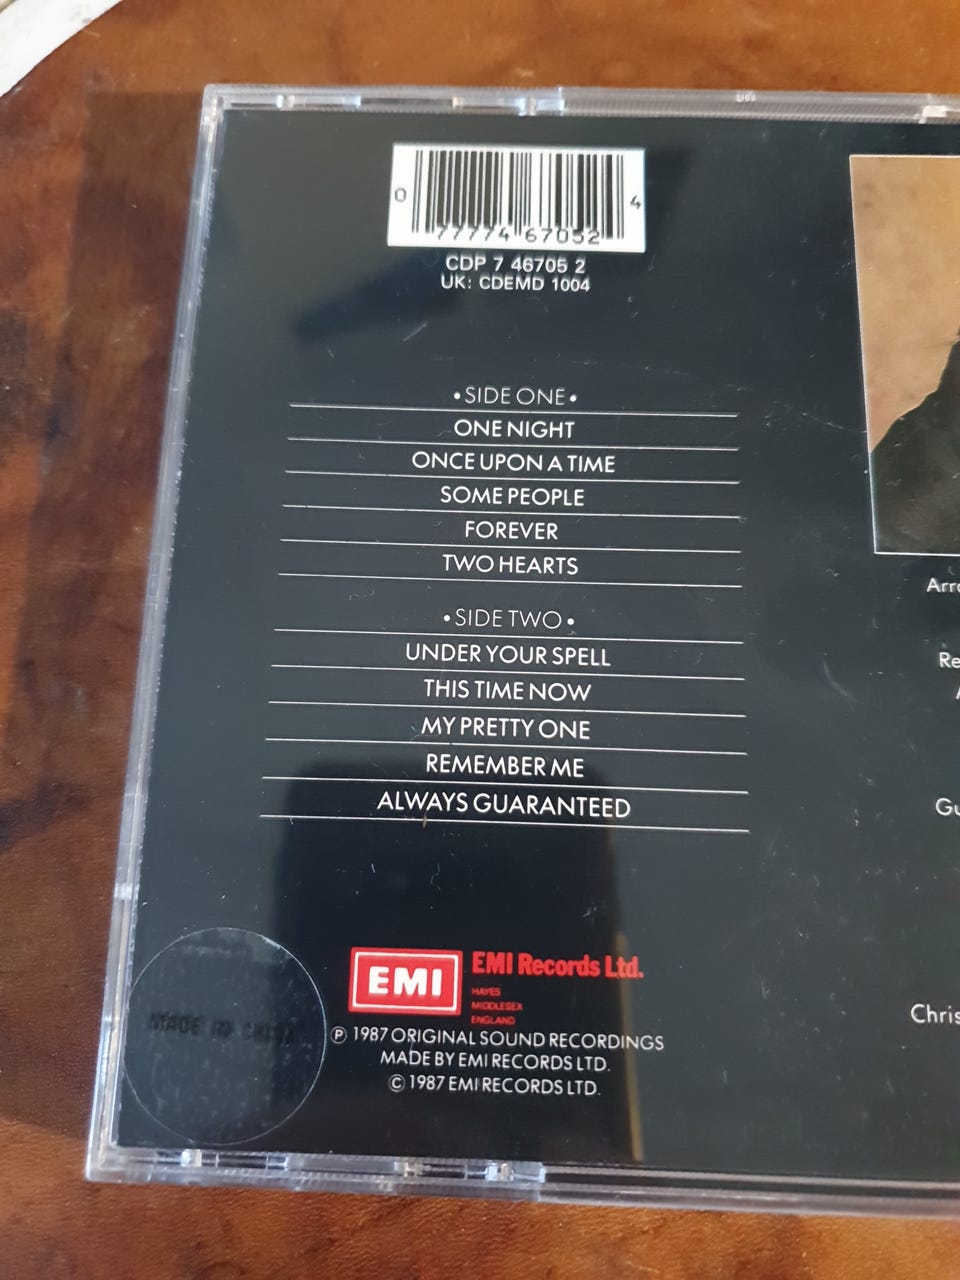 0 77774 67052 4
CDP 7 46705 2
UK: CDEMD 1004
•SIDE ONE•
ONE NIGHT
ONCE UPON A TIME
SOME PEOPLE
FOREVER
TWO HEARTS
•SIDE TWO•
UNDER YOUR SPELL
THIS TIME NOW
MY PRETTY ONE
REMEMBER ME
ALWAYS GUARANTEED
EMI
EMI Records Ltd.
HAYES
MIDDLESEX
ENGLAND
Ⓟ 1987 ORIGINAL SOUND RECORDINGS
MADE BY EMI RECORDS LTD.
© 1987 EMI RECORDS LTD.
MADE IN
Arro
Re
Gu
Chris